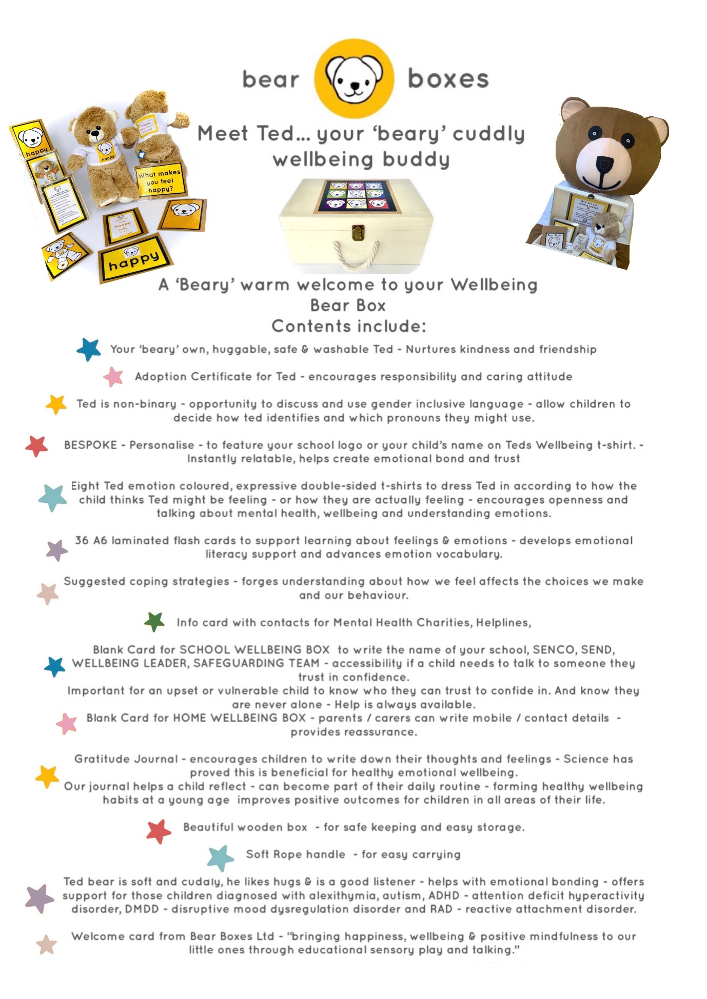 bear boxes
Meet Ted... your ‘beary’ cuddly
wellbeing buddy
happy
happy
What makes
you feel
happy?
happy
happy
How are you
feeling today?
Bear Boxes
happy
A ‘Beary’ warm welcome to your Wellbeing
Bear Box
Contents include:
Your ‘beary’ own, huggable, safe & washable Ted - Nurtures kindness and friendship
Adoption Certificate for Ted - encourages responsibility and caring attitude
Ted is non-binary - opportunity to discuss and use gender inclusive language - allow children to
decide how ted identifies and which pronouns they might use.
BESPOKE - Personalise - to feature your school logo or your child’s name on Teds Wellbeing t-shirt. -
Instantly relatable, helps create emotional bond and trust
Eight Ted emotion coloured, expressive double-sided t-shirts to dress Ted in according to how the
child thinks Ted might be feeling - or how they are actually feeling - encourages openness and
talking about mental health, wellbeing and understanding emotions.
36 A6 laminated flash cards to support learning about feelings & emotions - develops emotional
literacy support and advances emotion vocabulary.
Suggested coping strategies - forges understanding about how we feel affects the choices we make
and our behaviour.
Info card with contacts for Mental Health Charities, Helplines,
Blank Card for SCHOOL WELLBEING BOX to write the name of your school, SENCO, SEND,
WELLBEING LEADER, SAFEGUARDING TEAM - accessibility if a child needs to talk to someone they
trust in confidence.
Important for an upset or vulnerable child to know who they can trust to confide in. And know they
are never alone - Help is always available.
Blank Card for HOME WELLBEING BOX - parents / carers can write mobile / contact details -
provides reassurance.
Gratitude Journal - encourages children to write down their thoughts and feelings - Science has
proved this is beneficial for healthy emotional wellbeing.
Our journal helps a child reflect - can become part of their daily routine - forming healthy wellbeing
habits at a young age improves positive outcomes for children in all areas of their life.
Beautiful wooden box - for safe keeping and easy storage.
Soft Rope handle - for easy carrying
Ted bear is soft and cuddly, he likes hugs & is a good listener - helps with emotional bonding - offers
support for those children diagnosed with alexithymia, autism, ADHD - attention deficit hyperactivity
disorder, DMDD - disruptive mood dysregulation disorder and RAD - reactive attachment disorder.
Welcome card from Bear Boxes Ltd - “bringing happiness, wellbeing & positive mindfulness to our
little ones through educational sensory play and talking.”